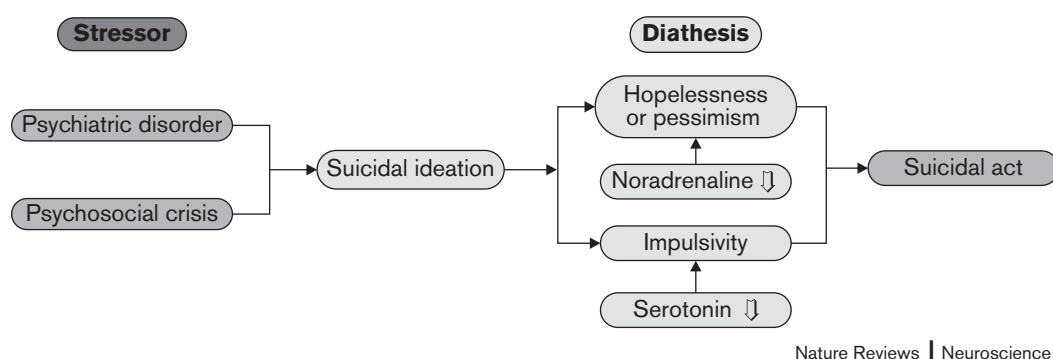 Stressor
Diathesis
Psychiatric disorder
Psychosocial crisis
Suicidal ideation
Hopelessness
or pessimism
Noradrenaline ⇩
Impulsivity
Serotonin ⇩
Suicidal act
Nature Reviews | Neuroscience